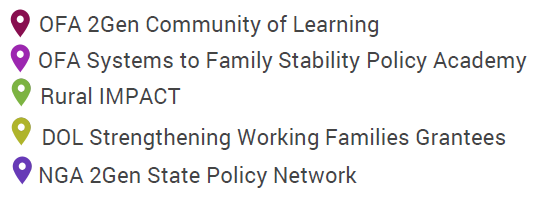 OFA 2Gen Community of Learning
OFA Systems to Family Stability Policy Academy
Rural IMPACT
DOL Strengthening Working Families Grantees
NGA 2Gen State Policy Network